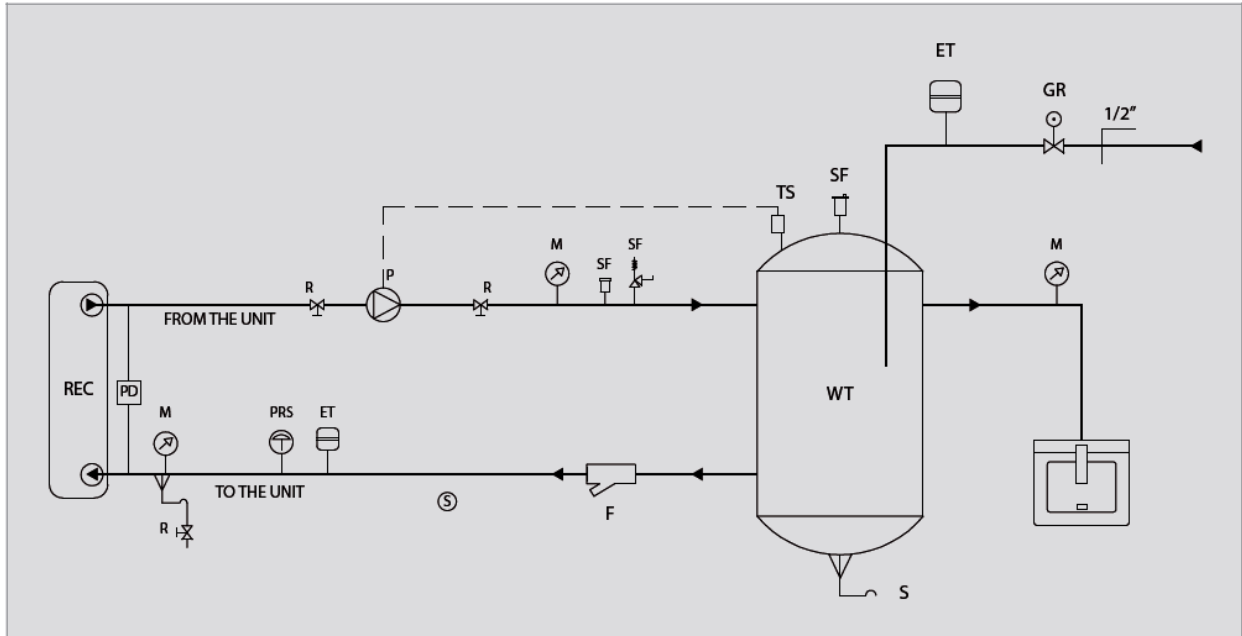 ET
GR
1/2"
TS
SF
M
SF
SF
M
R
P
R
FROM THE UNIT
REC
PD
WT
M
PRS
ET
TO THE UNIT
S
F
R
S